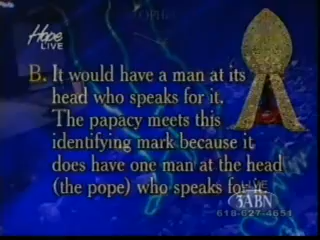 Hope
LIVE
B. It would have a man at its
head who speaks for it.
The papacy meets this
identifying mark because it
does have one man at the head
(the pope) who speaks for
LIVE
3ABN
618-627-4651